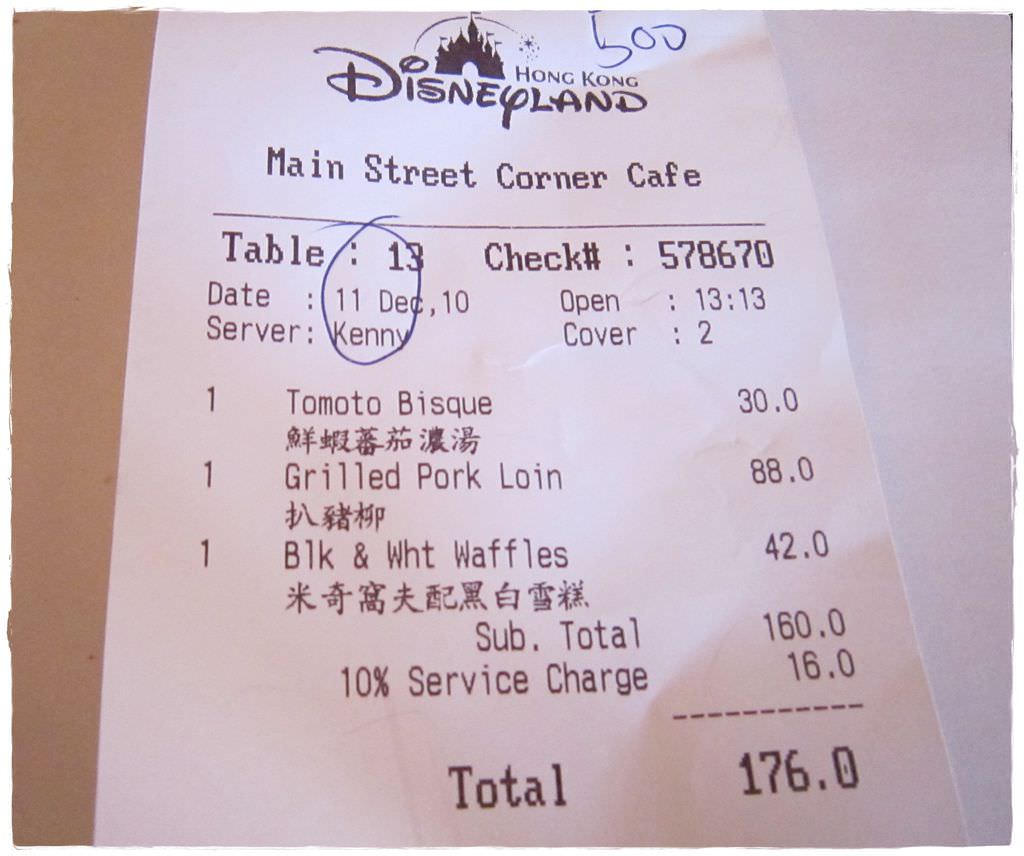 500
HONG KONG
DISNEYLAND
Main Street Corner Cafe
Table : 13 Check# : 578670
Date : 11 Dec,10 Open : 13:13
Server: Kenny Cover : 2
1 Tomoto Bisque 30.0
鮮蝦蕃茄濃湯
1 Grilled Pork Loin 88.0
扒豬柳
1 Blk & Wht Waffles 42.0
米奇窩夫配黑白雪糕
Sub. Total 160.0
10% Service Charge 16.0
-----------
Total 176.0